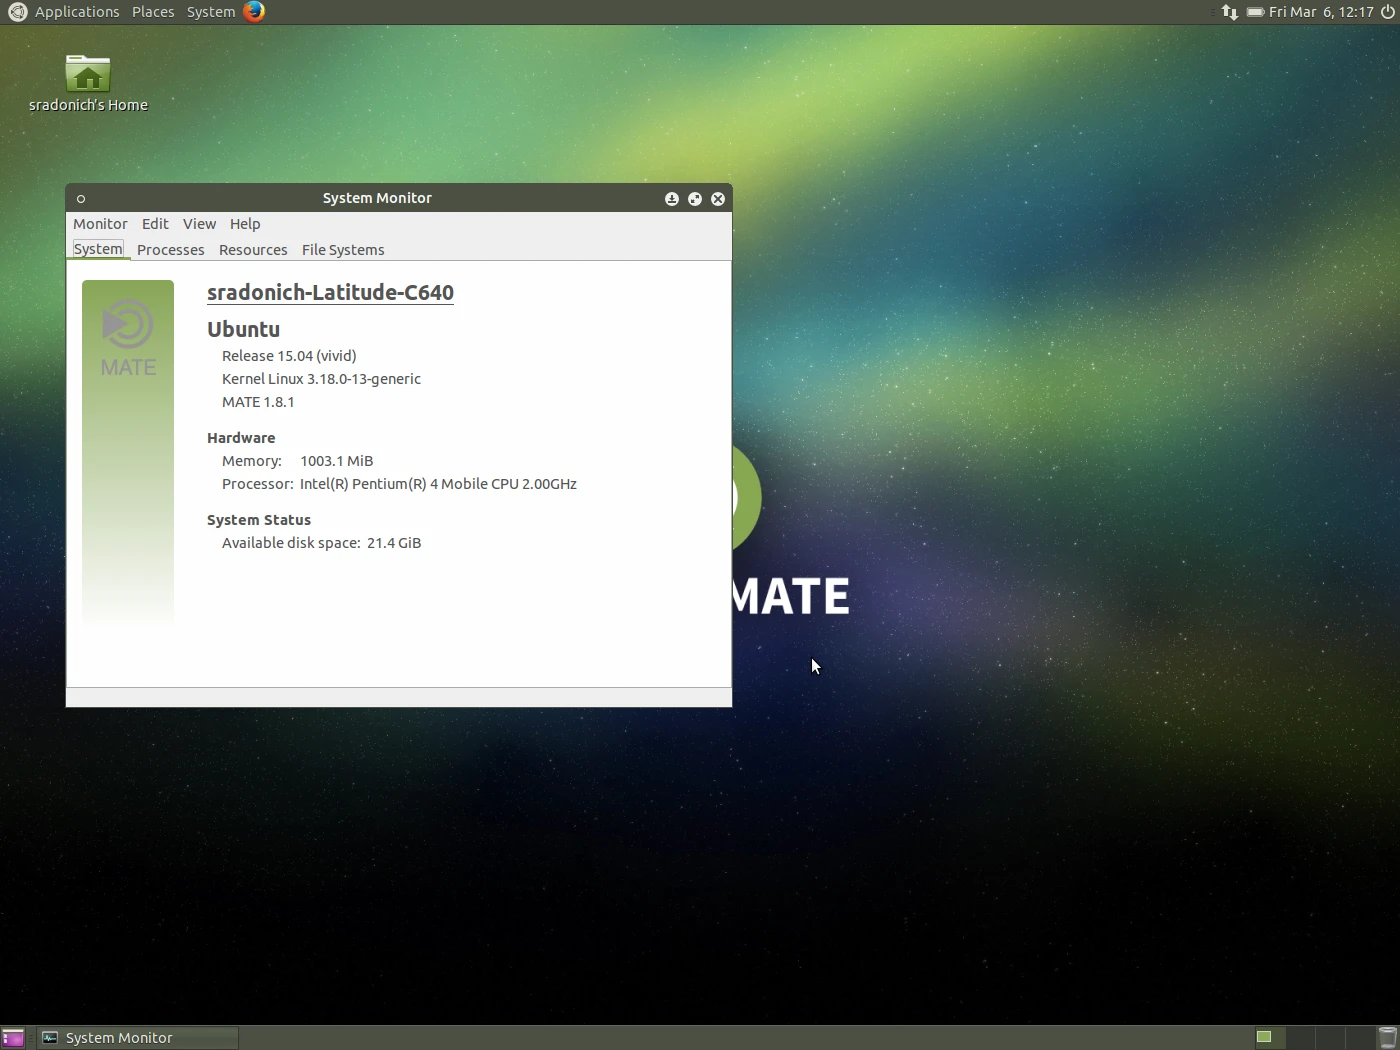 Applications Places System Fri Mar 6, 12:17
sradonich's Home
System Monitor
Monitor Edit View Help
System Processes Resources File Systems
MATE
sradonich-Latitude-C640
Ubuntu
Release 15.04 (vivid)
Kernel Linux 3.18.0-13-generic
MATE 1.8.1
Hardware
Memory: 1003.1 MiB
Processor: Intel(R) Pentium(R) 4 Mobile CPU 2.00GHz
System Status
Available disk space: 21.4 GiB
MATE
System Monitor